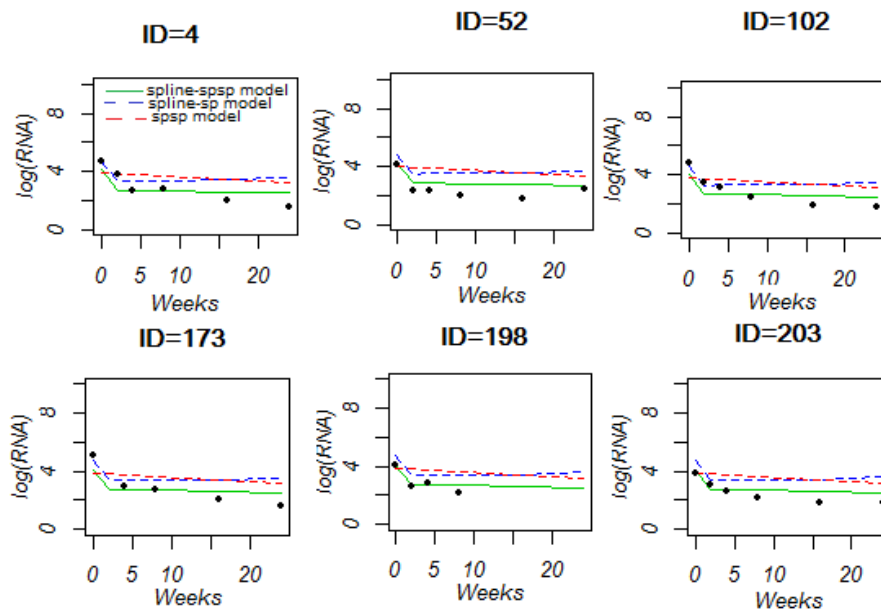 ID=4
ID=52
ID=102
log(RNA)
0 4 8
spline-spsp model
spline-sp model
spsp model
0 5 10 20
Weeks
log(RNA)
0 4 8
0 5 10 20
Weeks
log(RNA)
0 4 8
0 5 10 20
Weeks
ID=173
ID=198
ID=203
log(RNA)
0 4 8
0 5 10 20
Weeks
log(RNA)
0 4 8
0 5 10 20
Weeks
log(RNA)
0 4 8
0 5 10 20
Weeks